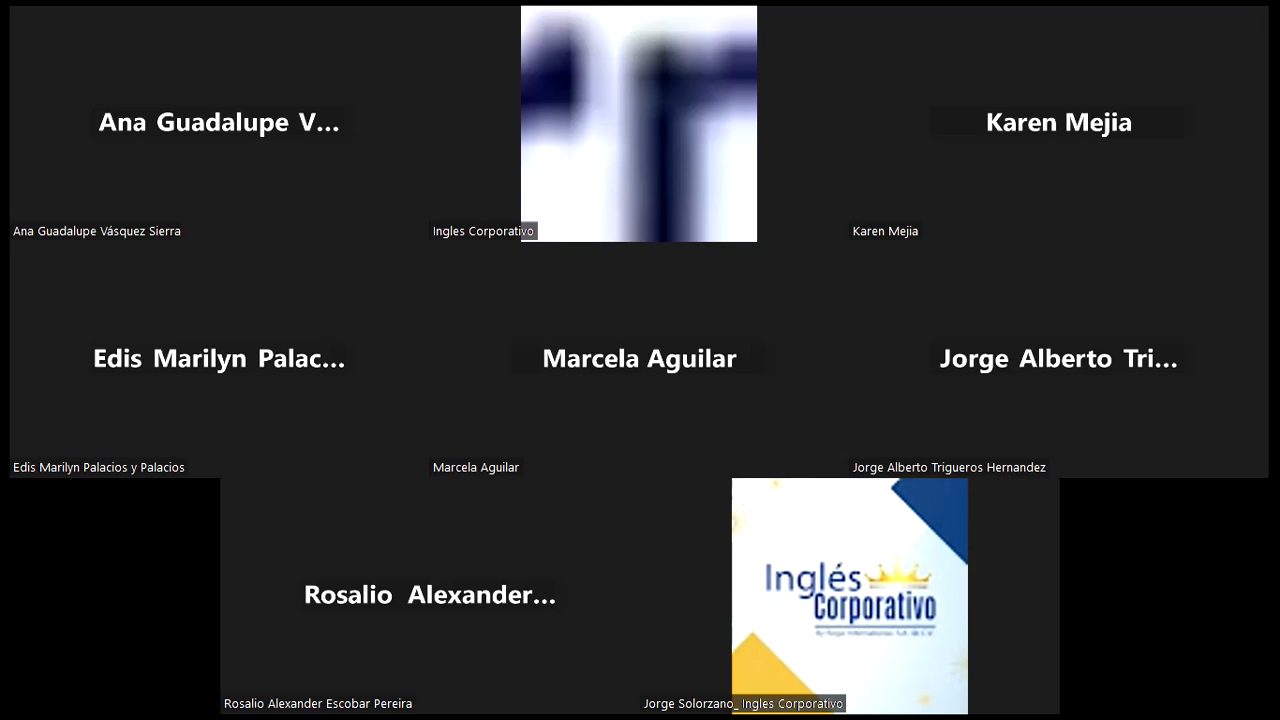 Ana Guadalupe V...
Karen Mejia
Ana Guadalupe Vásquez Sierra
Ingles Corporativo
Karen Mejia
Edis Marilyn Palac...
Marcela Aguilar
Jorge Alberto Tri...
Edis Marilyn Palacios y Palacios
Marcela Aguilar
Jorge Alberto Trigueros Hernandez
Rosalio Alexander...
Inglés
Corporativo
Rosalio Alexander Escobar Pereira
Jorge Solorzano_ Ingles Corporativo